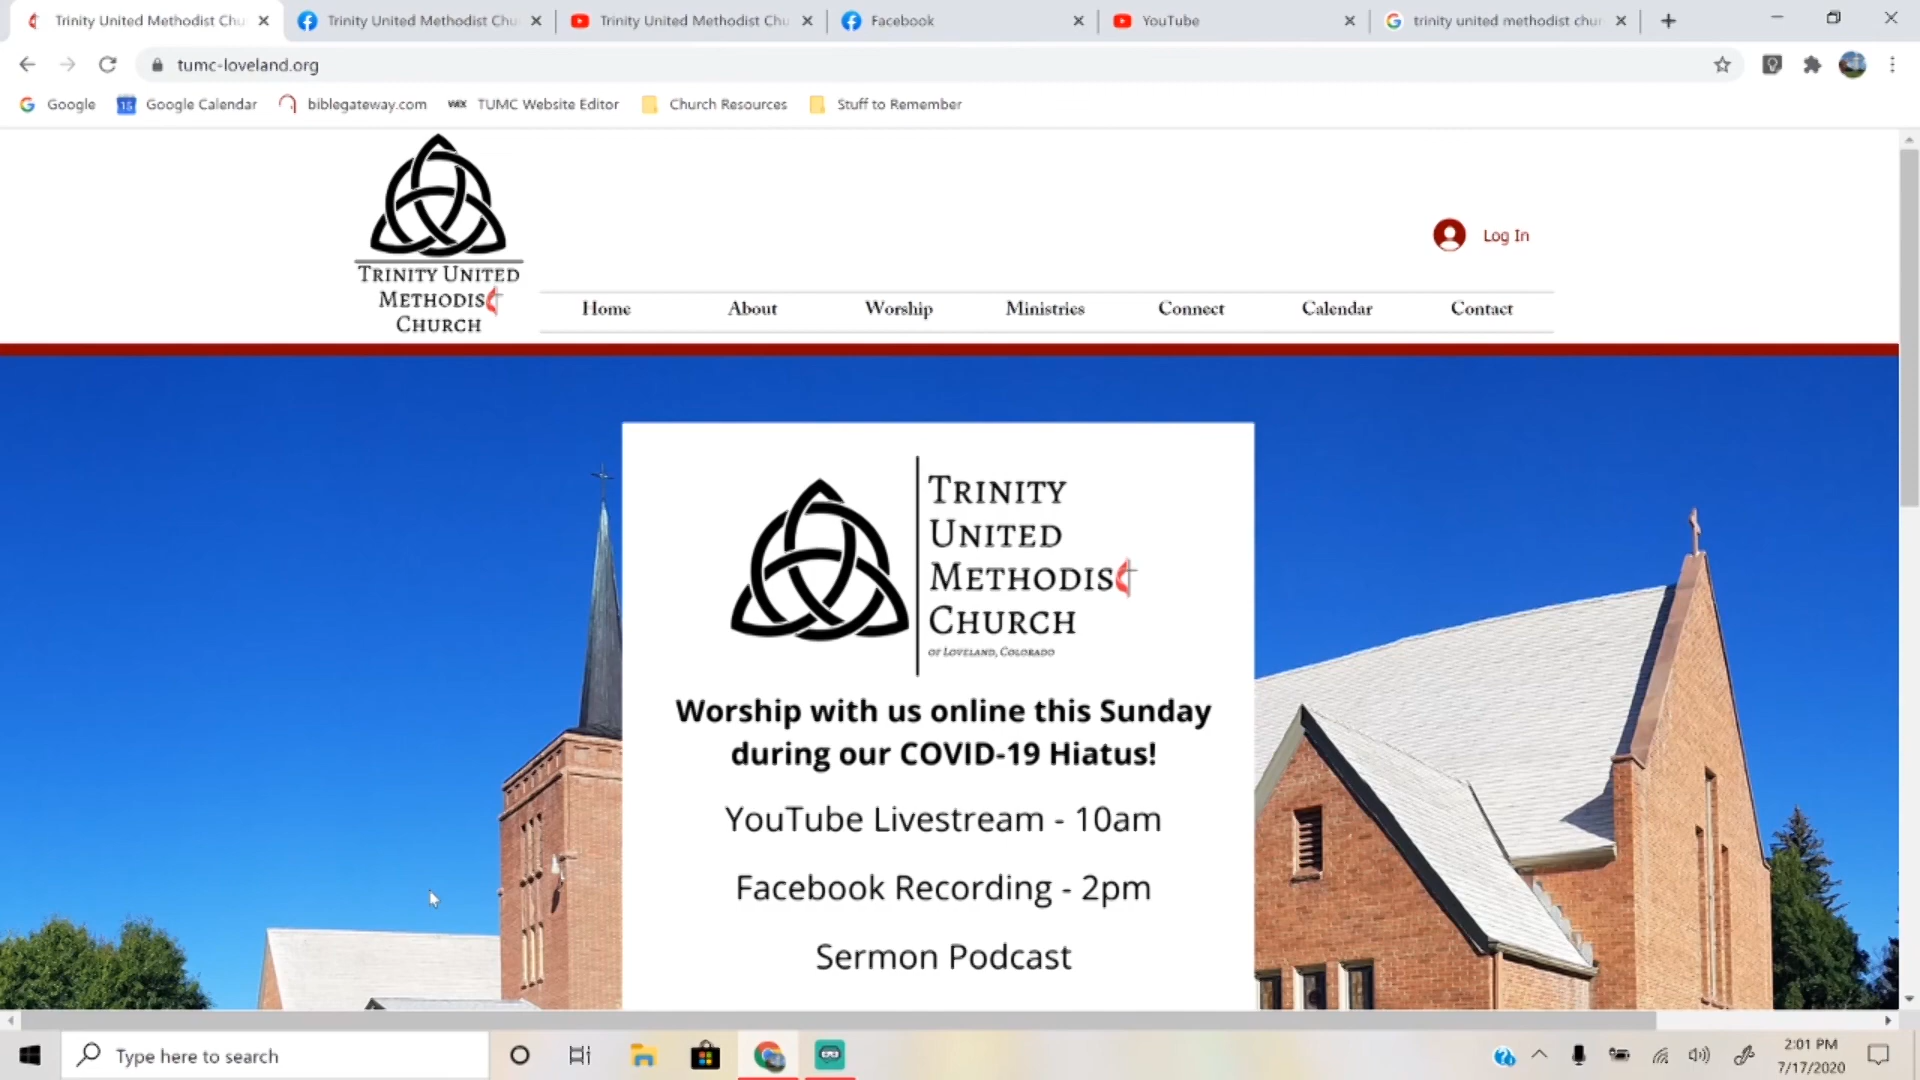 Trinity United Methodist Chu
Trinity United Methodist Chu
Trinity United Methodist Chu
Facebook
YouTube
trinity united methodist chur
tumc-loveland.org
Google
15
Google Calendar
biblegateway.com
WIX
TUMC Website Editor
Church Resources
Stuff to Remember
TRINITY UNITED
METHODIST
CHURCH
Log In
Home
About
Worship
Ministries
Connect
Calendar
Contact
TRINITY
UNITED
METHODIST
CHURCH
OF LOVELAND, COLORADO
Worship with us online this Sunday
during our COVID-19 Hiatus!
YouTube Livestream - 10am
Facebook Recording - 2pm
Sermon Podcast
Type here to search
2:01 PM
7/17/2020